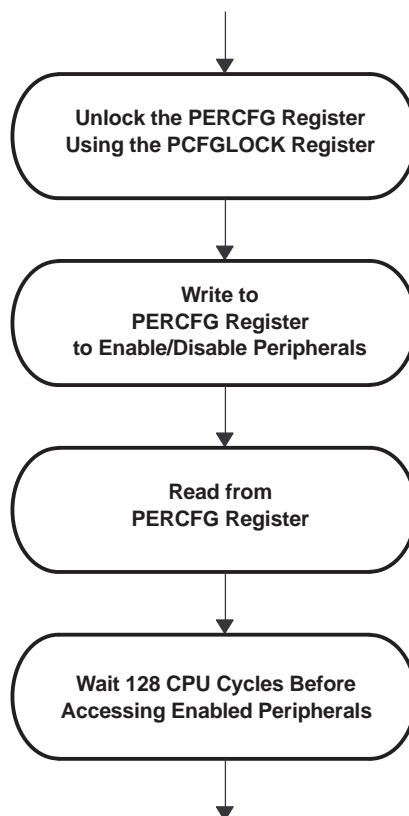 Unlock the PERCFG Register
Using the PCFGLOCK Register
Write to
PERCFG Register
to Enable/Disable Peripherals
Read from
PERCFG Register
Wait 128 CPU Cycles Before
Accessing Enabled Peripherals